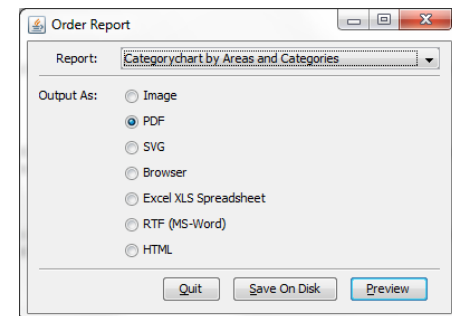 Order Report
Report: Categorychart by Areas and Categories
Output As: Image
PDF
SVG
Browser
Excel XLS Spreadsheet
RTF (MS-Word)
HTML
Quit Save On Disk Preview